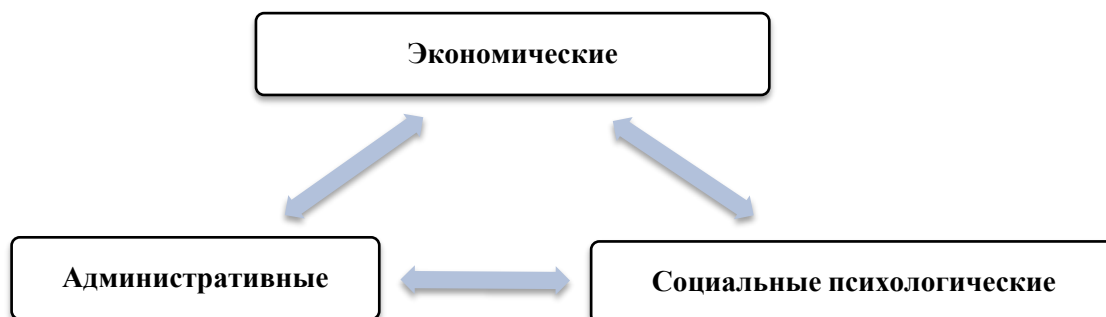 Экономические
Административные
Социальные психологические